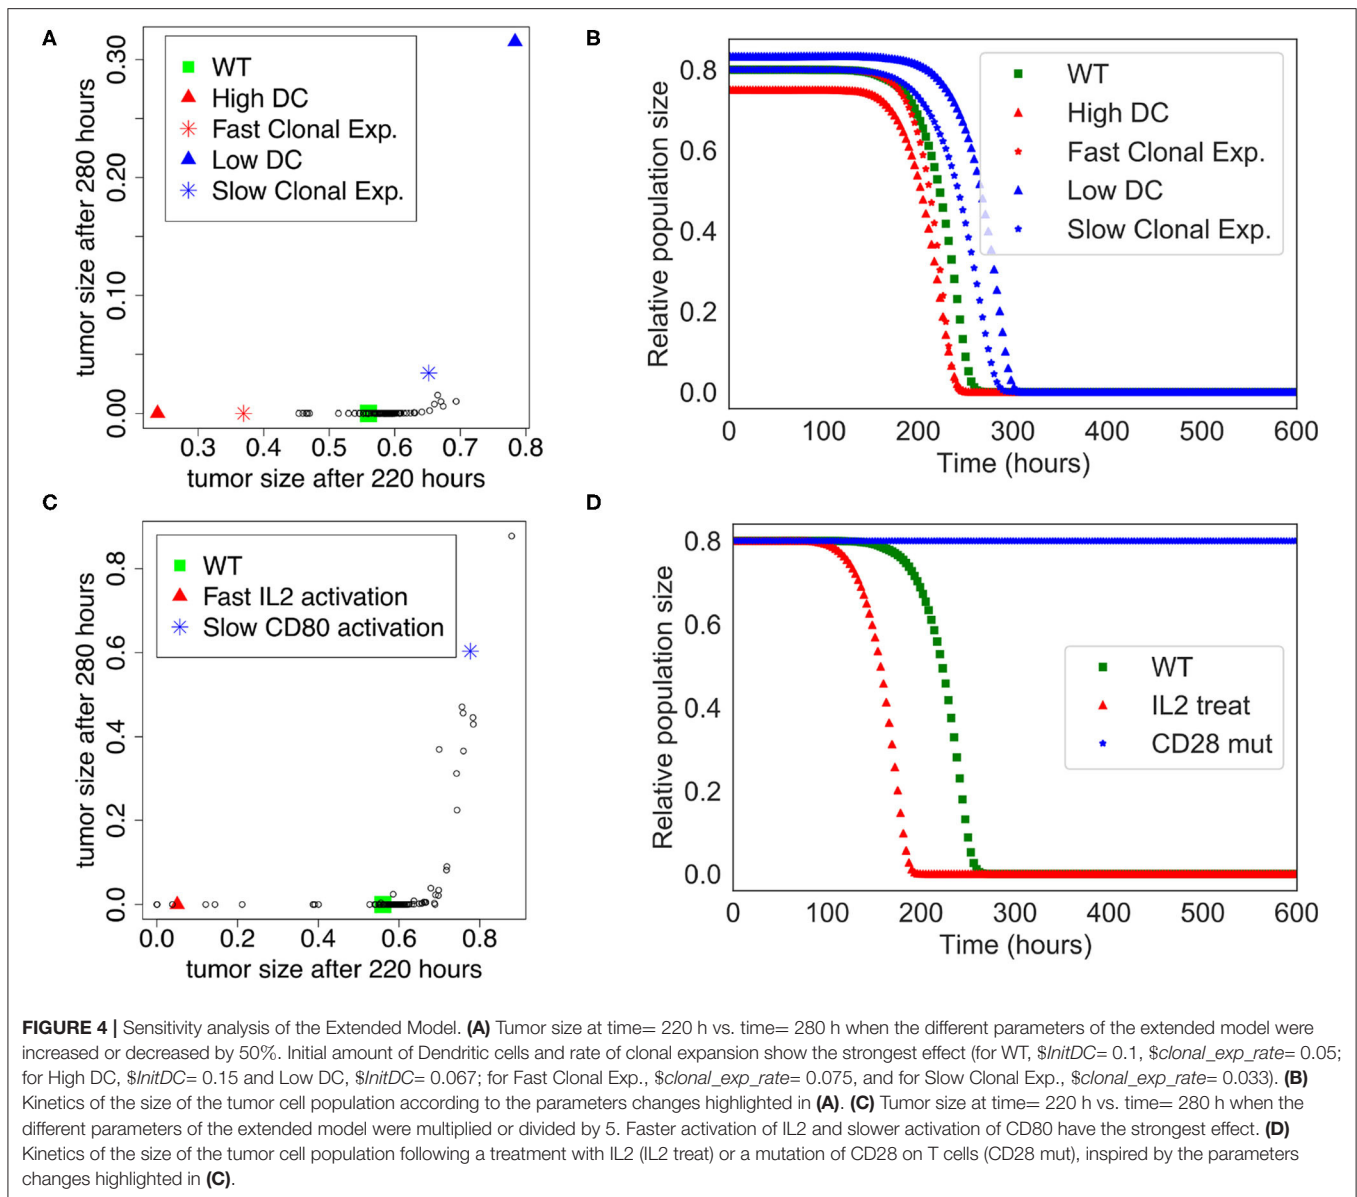 A
tumor size after 280 hours
0.30
0.20
0.10
0.00
WT
High DC
Fast Clonal Exp.
Low DC
Slow Clonal Exp.
0.3 0.4 0.5 0.6 0.7 0.8
tumor size after 220 hours
B
Relative population size
0.8
0.6
0.4
0.2
0.0
WT
High DC
Fast Clonal Exp.
Low DC
Slow Clonal Exp.
0 100 200 300 400 500 600
Time (hours)
C
tumor size after 280 hours
0.8
0.6
0.4
0.2
0.0
WT
Fast IL2 activation
Slow CD80 activation
0.0 0.2 0.4 0.6 0.8
tumor size after 220 hours
D
Relative population size
0.8
0.6
0.4
0.2
0.0
WT
IL2 treat
CD28 mut
0 100 200 300 400 500 600
Time (hours)
FIGURE 4 | Sensitivity analysis of the Extended Model. (A) Tumor size at time= 220 h vs. time= 280 h when the different parameters of the extended model were
increased or decreased by 50%. Initial amount of Dendritic cells and rate of clonal expansion show the strongest effect (for WT, $InitDC= 0.1, $clonal_exp_rate= 0.05;
for High DC, $InitDC= 0.15 and Low DC, $InitDC= 0.067; for Fast Clonal Exp., $clonal_exp_rate= 0.075, and for Slow Clonal Exp., $clonal_exp_rate= 0.033). (B)
Kinetics of the size of the tumor cell population according to the parameters changes highlighted in (A). (C) Tumor size at time= 220 h vs. time= 280 h when the
different parameters of the extended model were multiplied or divided by 5. Faster activation of IL2 and slower activation of CD80 have the strongest effect. (D)
Kinetics of the size of the tumor cell population following a treatment with IL2 (IL2 treat) or a mutation of CD28 on T cells (CD28 mut), inspired by the parameters
changes highlighted in (C).